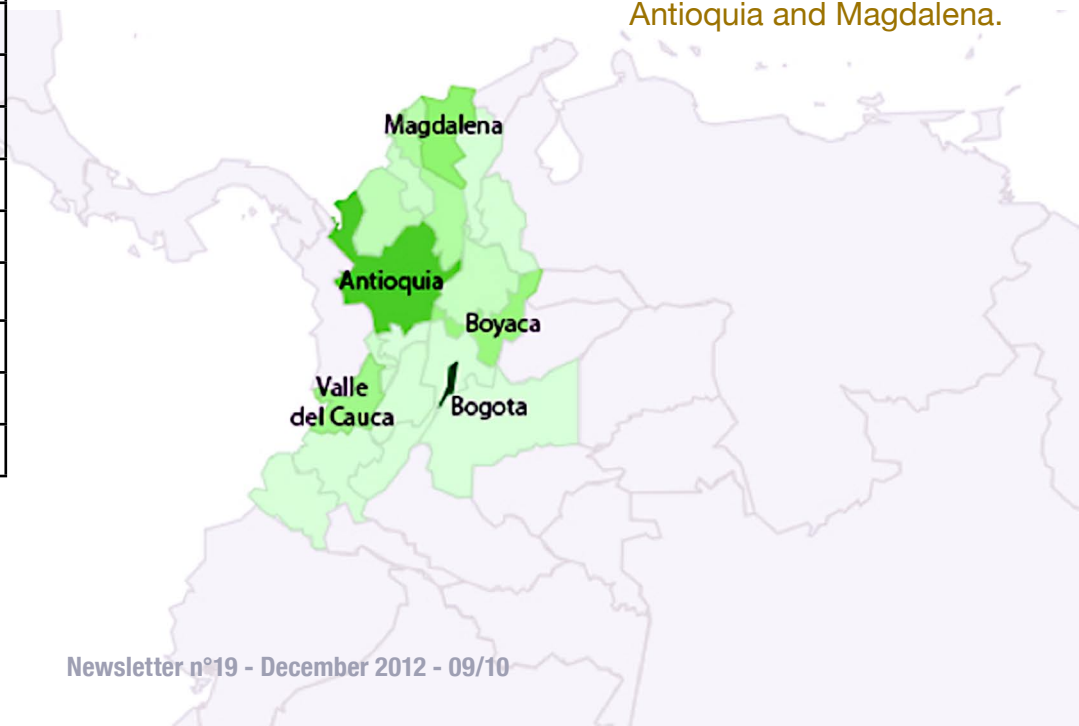 Antioquia and Magdalena.
Magdalena
Antioquia
Boyaca
Valle
del Cauca
Bogota
Newsletter n°19 - December 2012 - 09/10